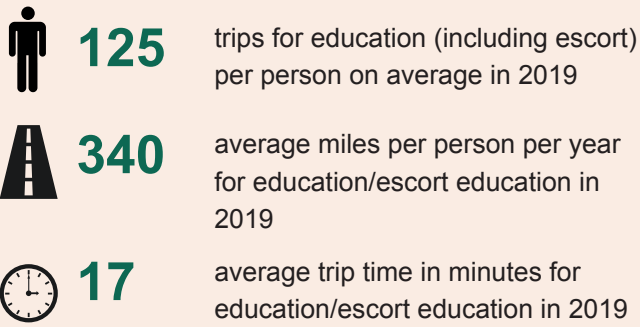 125
trips for education (including escort)
per person on average in 2019
340
average miles per person per year
for education/escort education in
2019
17
average trip time in minutes for
education/escort education in 2019